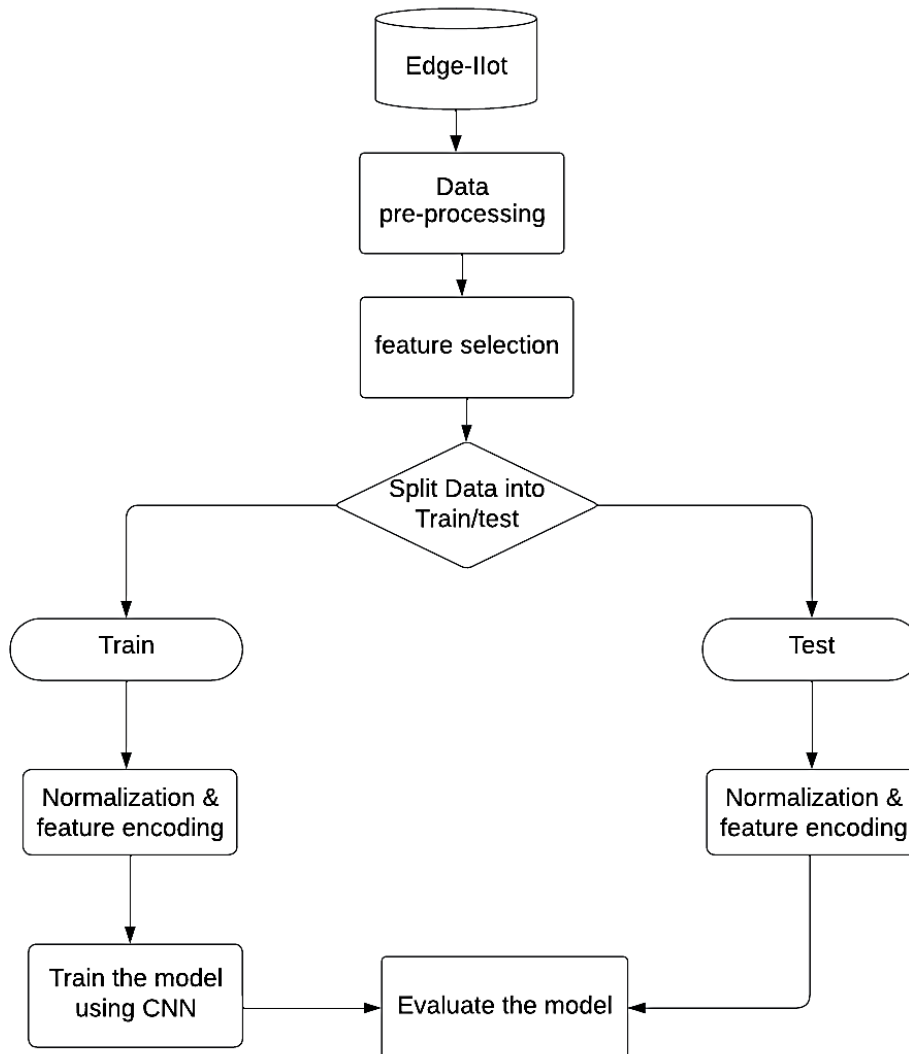 Edge-IIot
Data
pre-processing
feature selection
Split Data into
Train/test
Train
Test
Normalization &
feature encoding
Normalization &
feature encoding
Train the model
using CNN
Evaluate the model